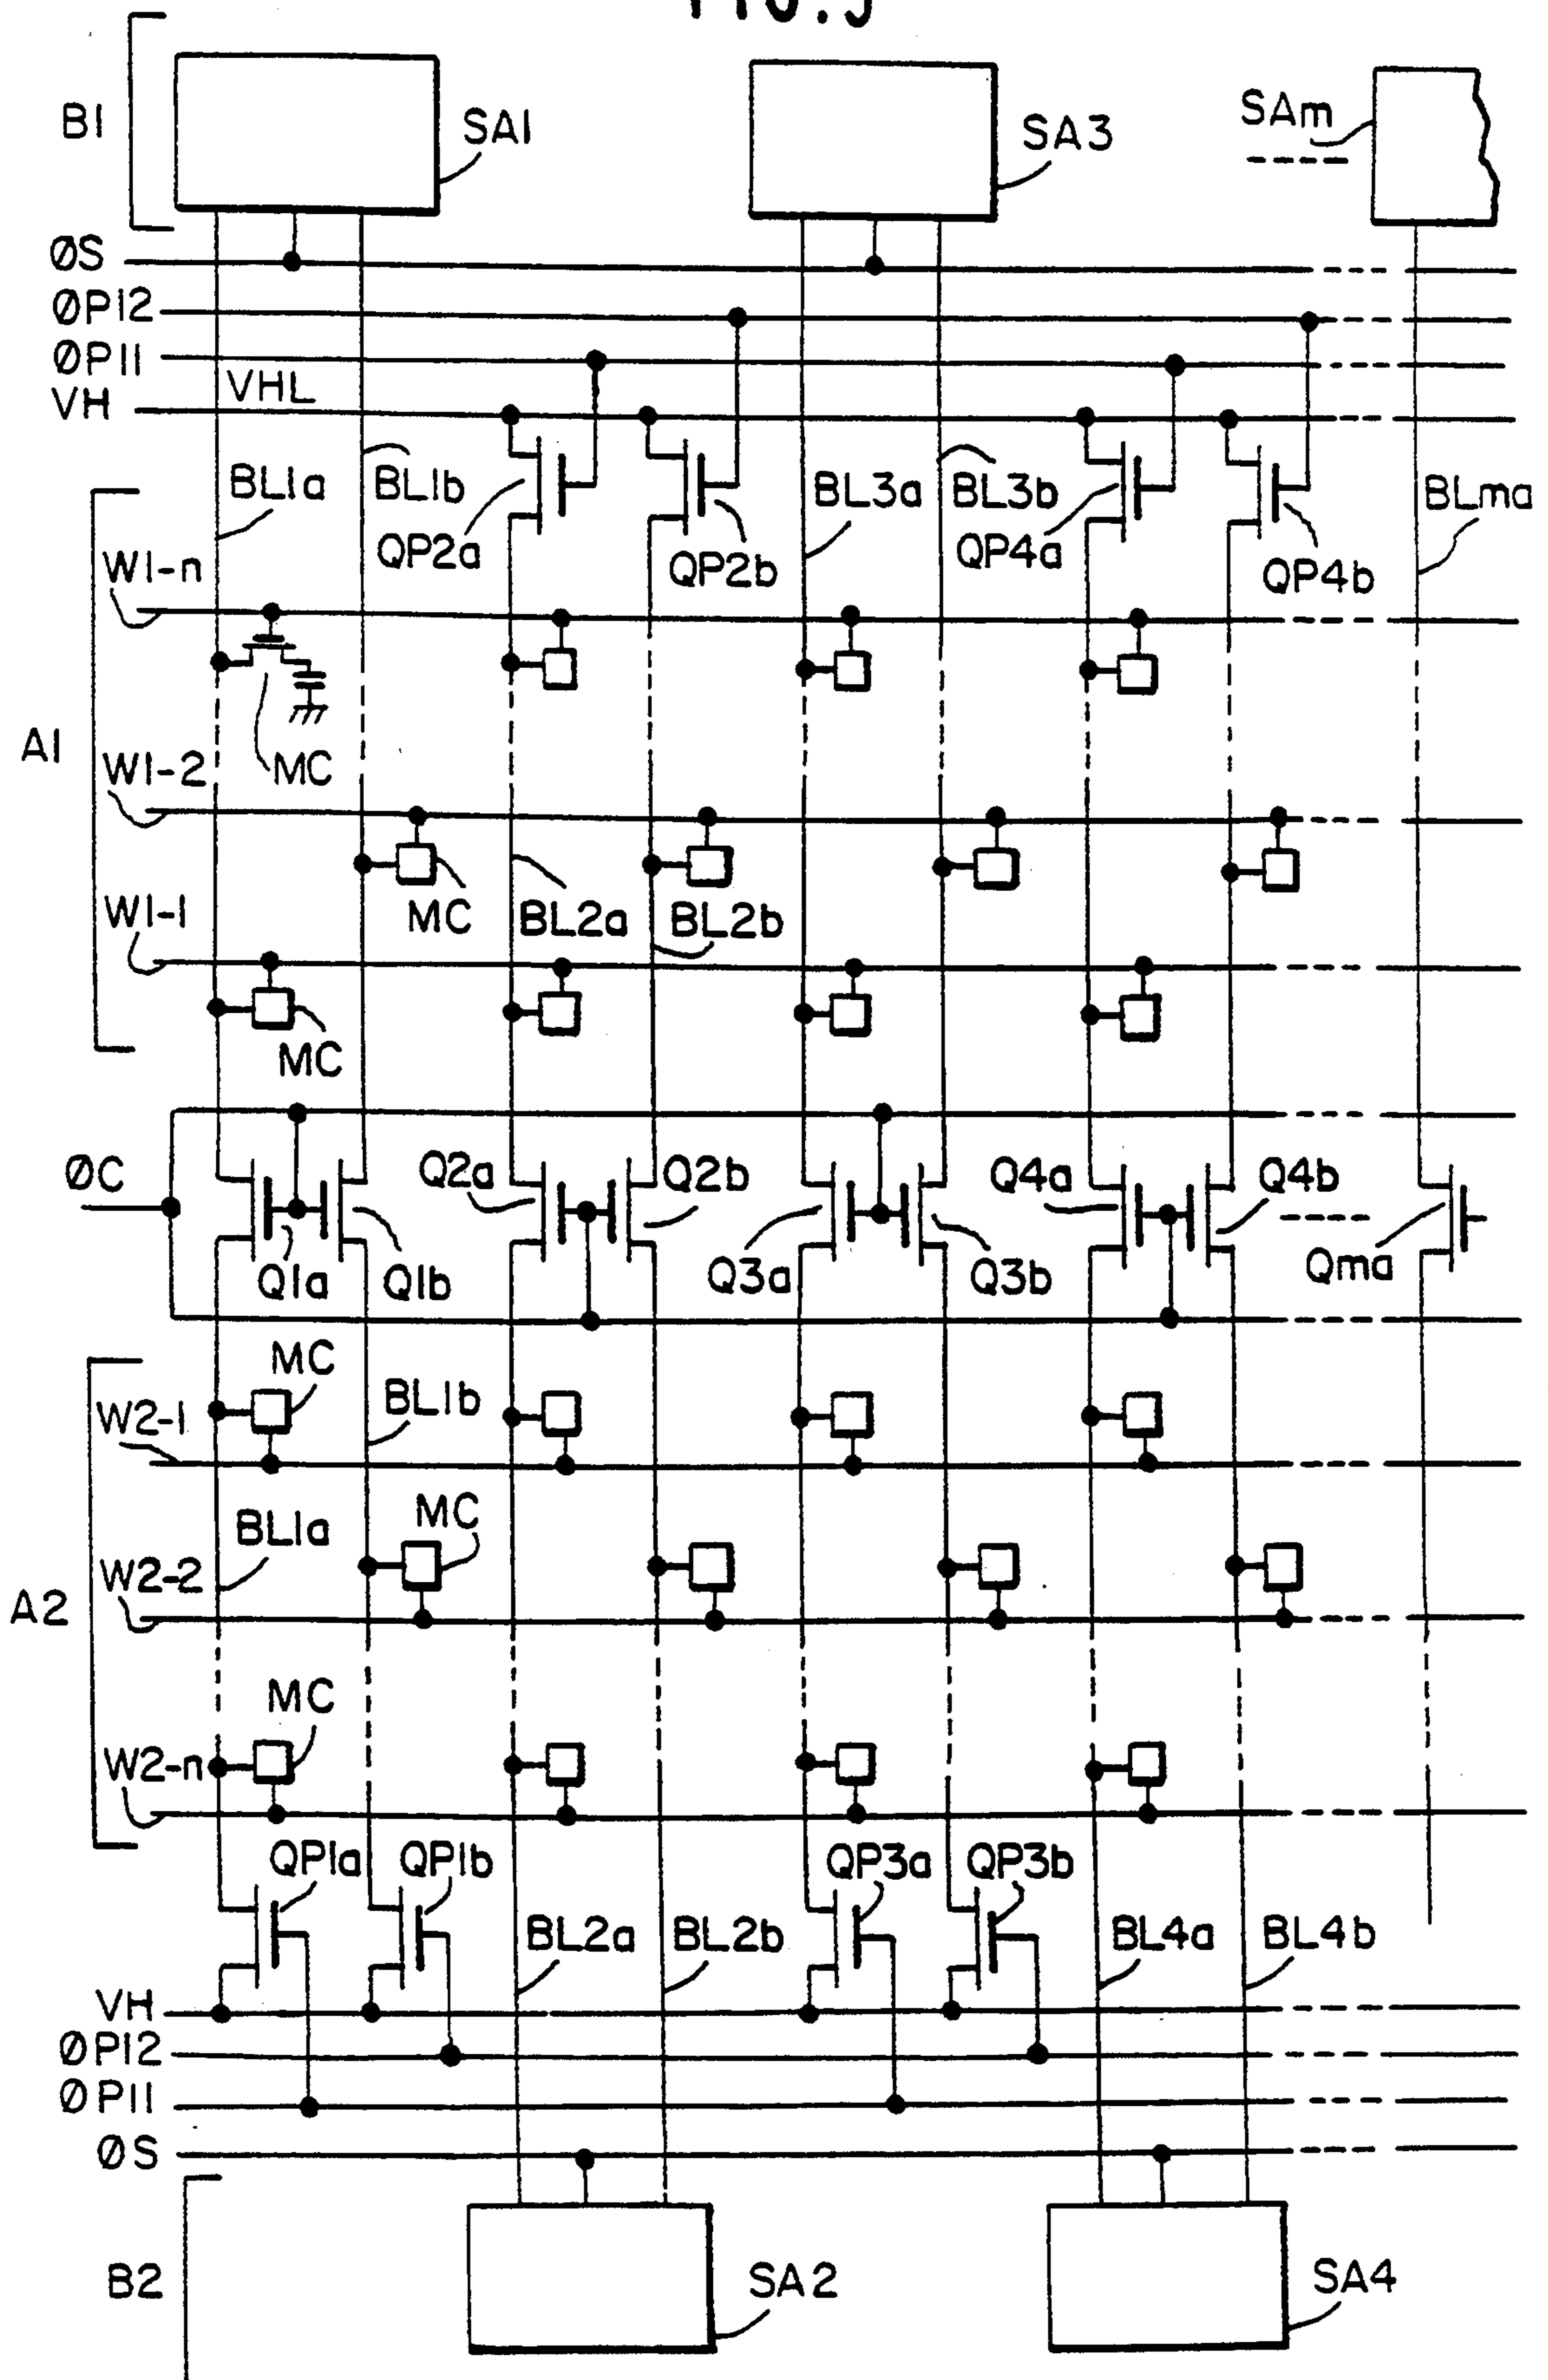 FIG. 5
B1
SA1
SA3
SAm
ØS
ØP12
ØP11
VH
VHL
BL1a
BL1b
QP2a
QP2b
BL3a
BL3b
QP4a
QP4b
BLma
W1-n
A1
MC
W1-2
MC
BL2a
BL2b
W1-1
MC
ØC
Q1a
Q1b
Q2a
Q2b
Q3a
Q3b
Q4a
Q4b
Qma
MC
BL1b
W2-1
A2
BL1a
MC
W2-2
MC
W2-n
QP1a
QP1b
QP3a
QP3b
BL2a
BL2b
BL4a
BL4b
VH
ØP12
ØP11
ØS
B2
SA2
SA4